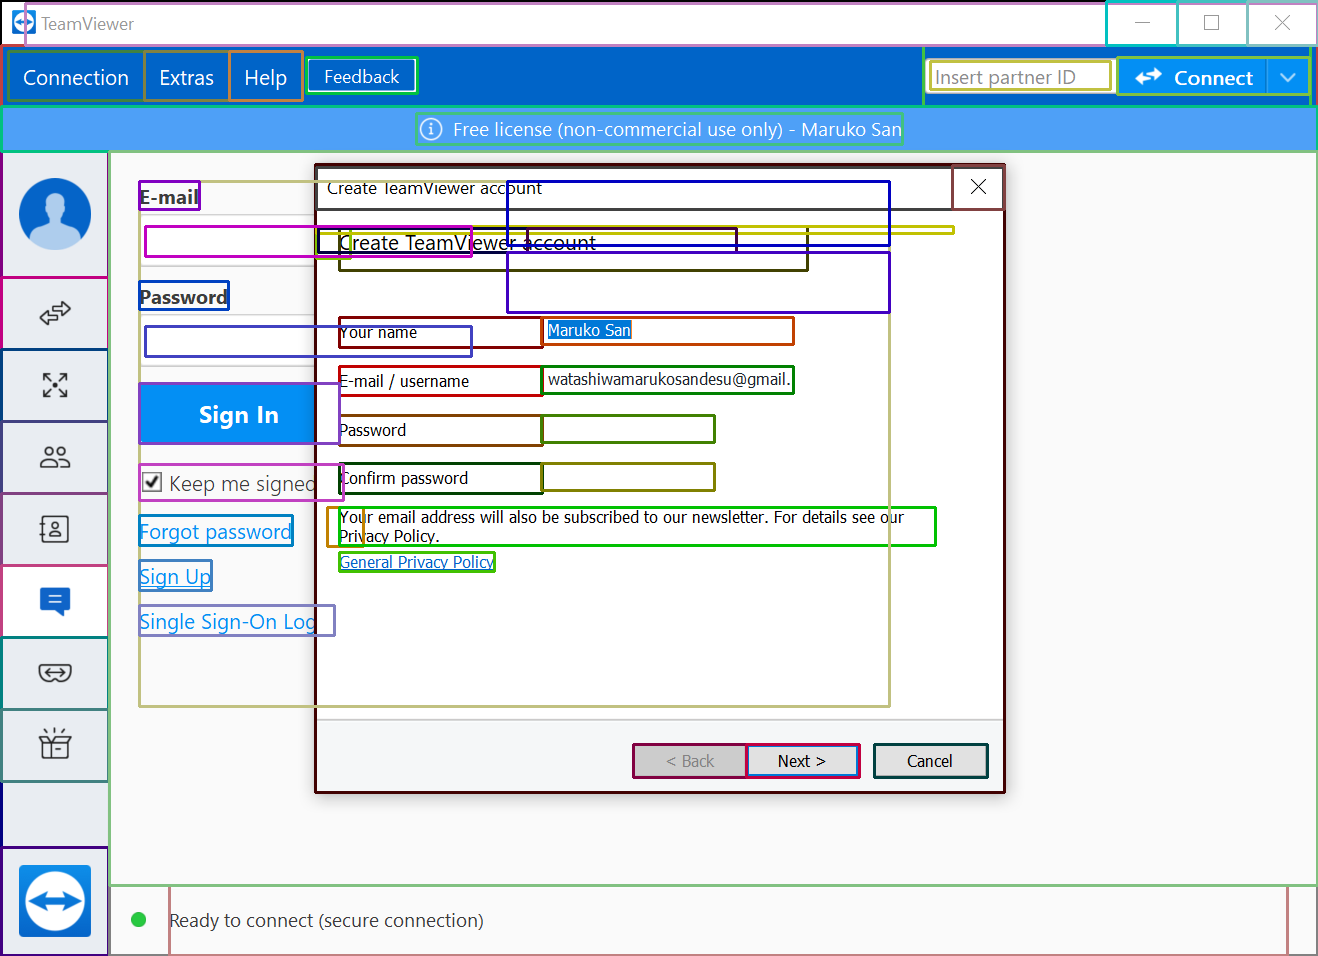 TeamViewer
Connection
Extras
Help
Feedback
Insert partner ID
Connect
Free license (non-commercial use only) - Maruko San
E-mail
Password
Sign In
Keep me signed
Forgot password
Sign Up
Single Sign-On Log
Create TeamViewer account
Create TeamViewer account
Your name
Maruko San
E-mail / username
watashiwamarukosandesu@gmail.
Password
Confirm password
Your email address will also be subscribed to our newsletter. For details see our
Privacy Policy.
General Privacy Policy
< Back
Next >
Cancel
Ready to connect (secure connection)